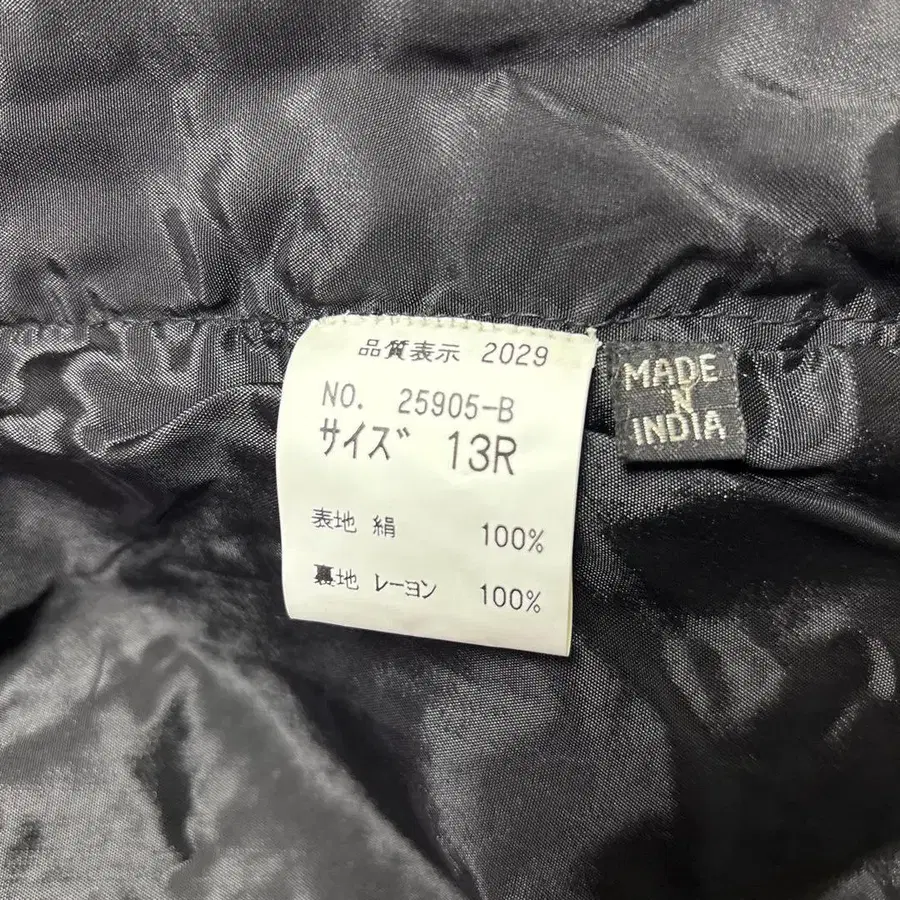 品質表示 2029
NO. 25905-B
サイズ 13R
表地 絹 100%
裏地 レーヨン 100%
MADE
IN
INDIA